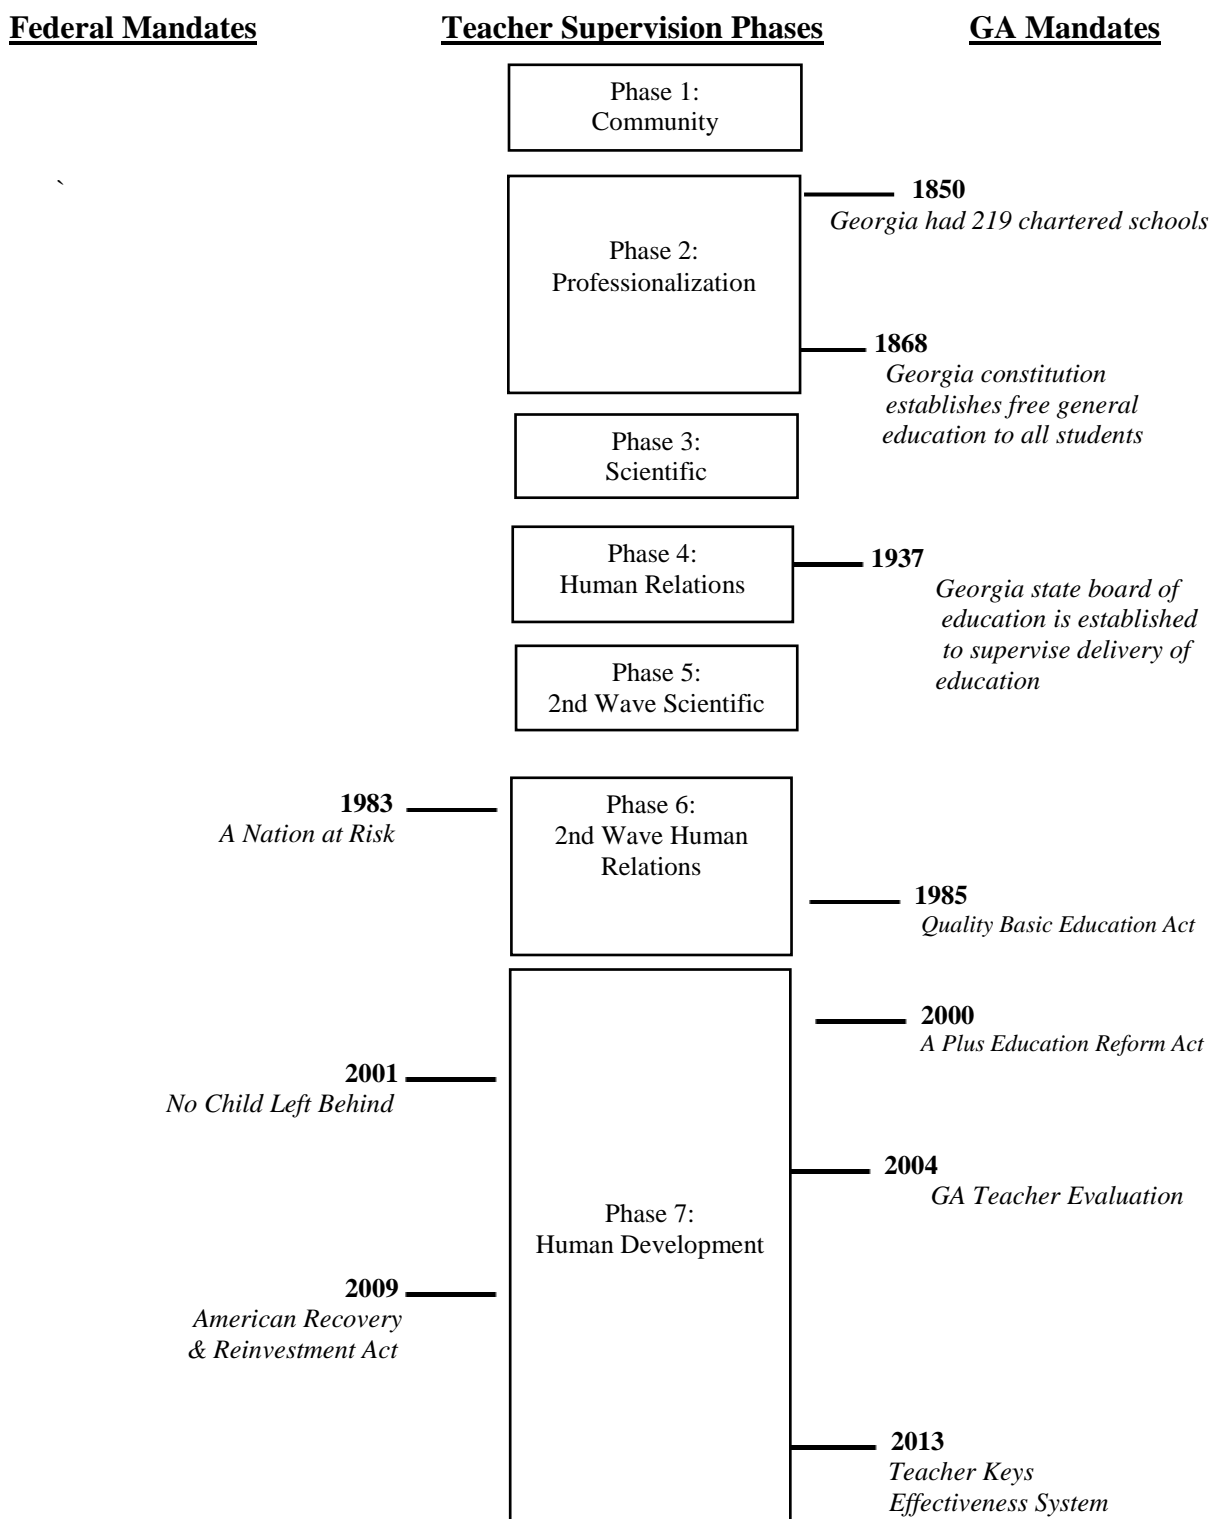 Federal Mandates
Teacher Supervision Phases
GA Mandates
Phase 1:
Community
`
1850
Georgia had 219 chartered schools
Phase 2:
Professionalization
1868
Georgia constitution
establishes free general
education to all students
Phase 3:
Scientific
Phase 4:
Human Relations
1937
Georgia state board of
education is established
to supervise delivery of
education
Phase 5:
2nd Wave Scientific
1983
A Nation at Risk
Phase 6:
2nd Wave Human
Relations
1985
Quality Basic Education Act
2000
A Plus Education Reform Act
2001
No Child Left Behind
2004
GA Teacher Evaluation
Phase 7:
Human Development
2009
American Recovery
& Reinvestment Act
2013
Teacher Keys
Effectiveness System